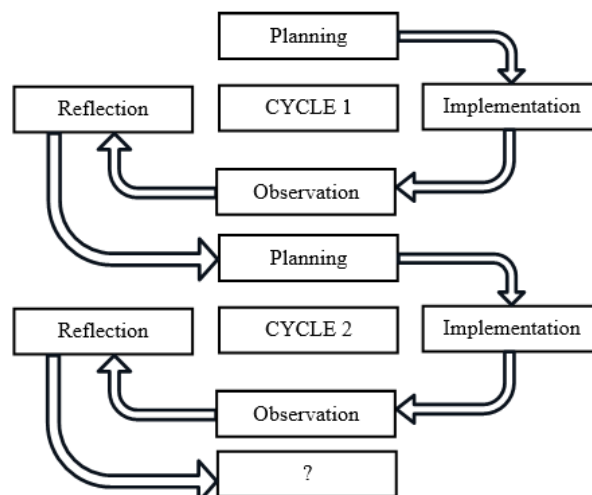 Planning
Reflection
CYCLE 1
Implementation
Observation
Planning
Reflection
CYCLE 2
Implementation
Observation
?